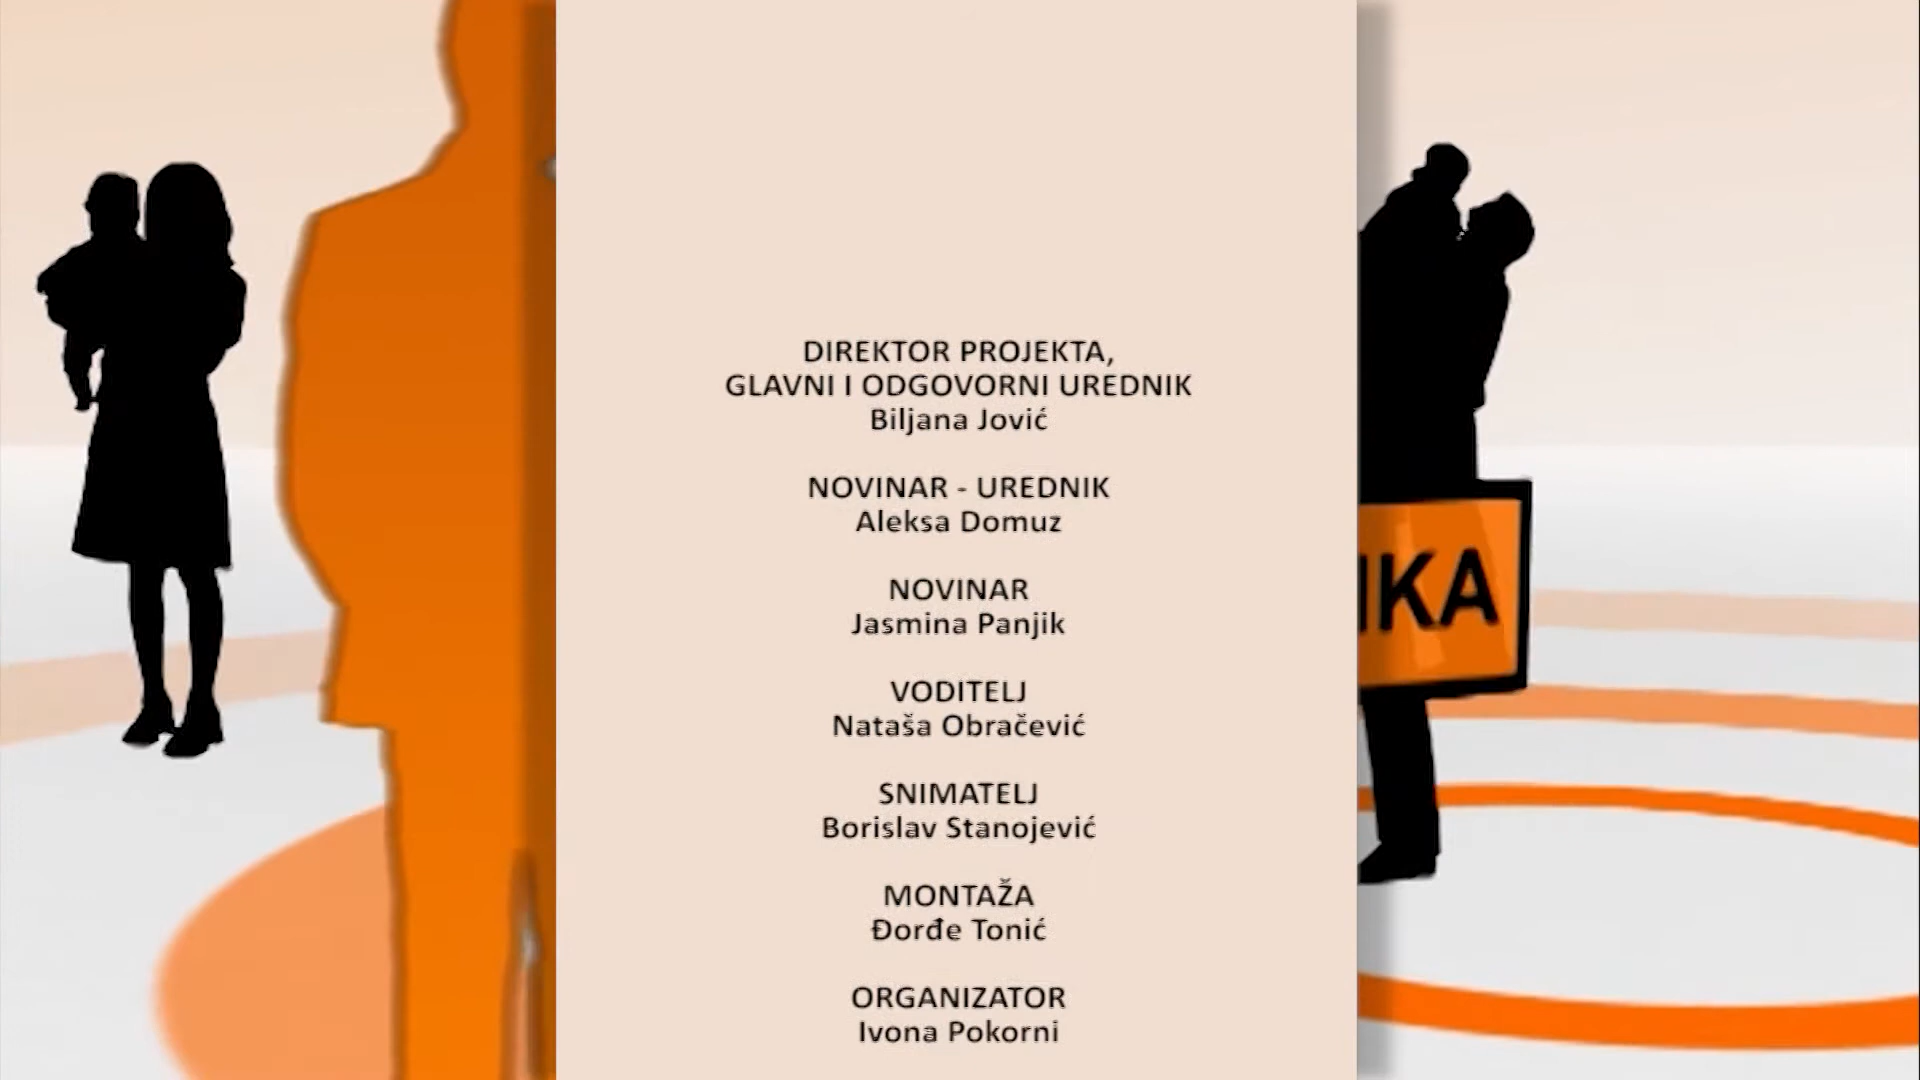 DIREKTOR PROJEKTA,
GLAVNI I ODGOVORNI UREDNIK
Biljana Jović
NOVINAR - UREDNIK
Aleksa Domuz
NOVINAR
Jasmina Panjik
VODITELJ
Nataša Obračević
SNIMATELJ
Borislav Stanojević
MONTAŽA
Đorđe Tonić
ORGANIZATOR
Ivona Pokorni
IKA